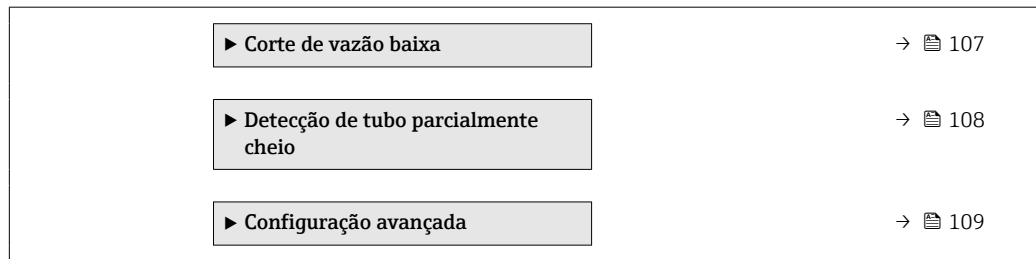 ▶ Corte de vazão baixa → 107
▶ Detecção de tubo parcialmente → 108
cheio
▶ Configuração avançada → 109